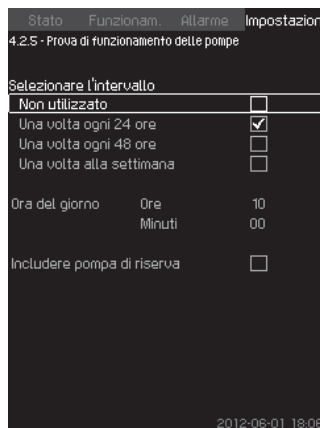 Stato Funzionam. Allarme Impostazion
4.2.5 - Prova di funzionamento delle pompe
Selezionare l'intervallo
Non utilizzato
Una volta ogni 24 ore
Una volta ogni 48 ore
Una volta alla settimana
Ora del giorno Ore 10
Minuti 00
Includere pompa di riserva
2012-06-01 18:06